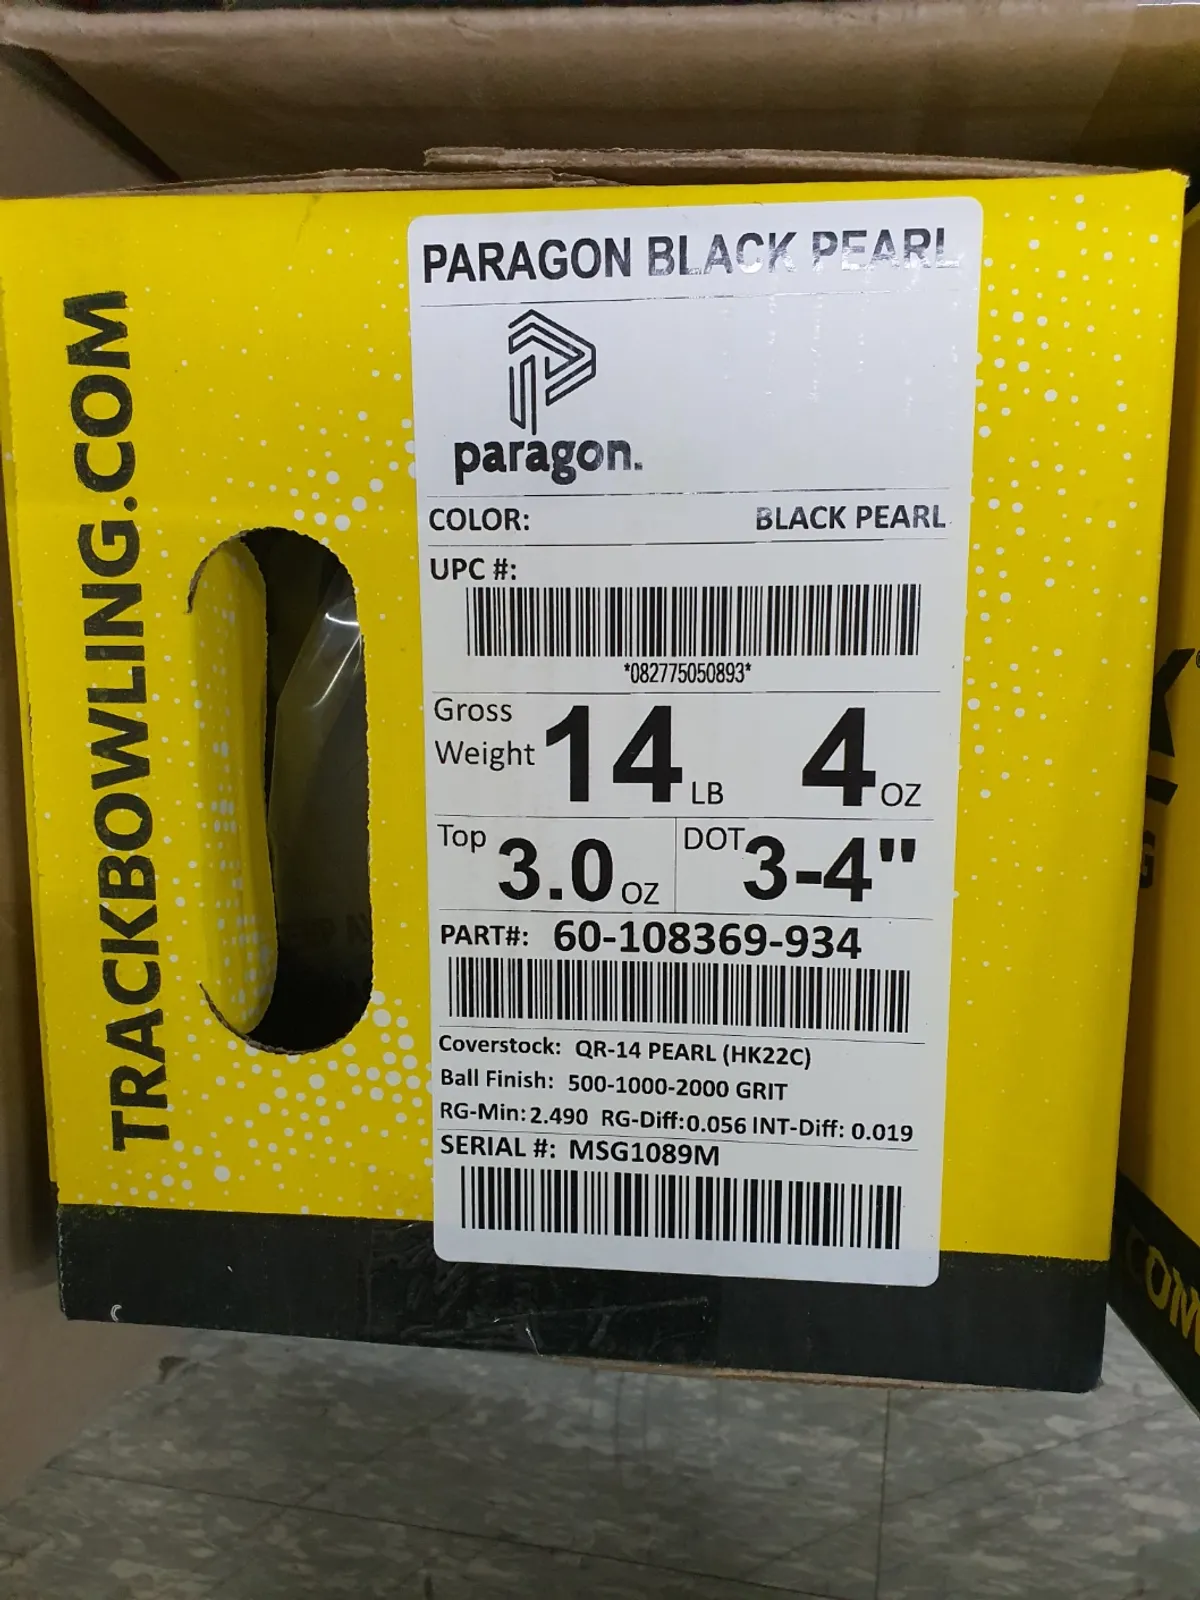 TRACKBOWLING.COM
PARAGON BLACK PEARL
paragon.
COLOR: BLACK PEARL
UPC #:
*082775050893*
Gross
Weight 14 LB 4 OZ
Top 3.0 OZ DOT 3-4"
PART#: 60-108369-934
Coverstock: QR-14 PEARL (HK22C)
Ball Finish: 500-1000-2000 GRIT
RG-Min: 2.490 RG-Diff:0.056 INT-Diff: 0.019
SERIAL #: MSG1089M